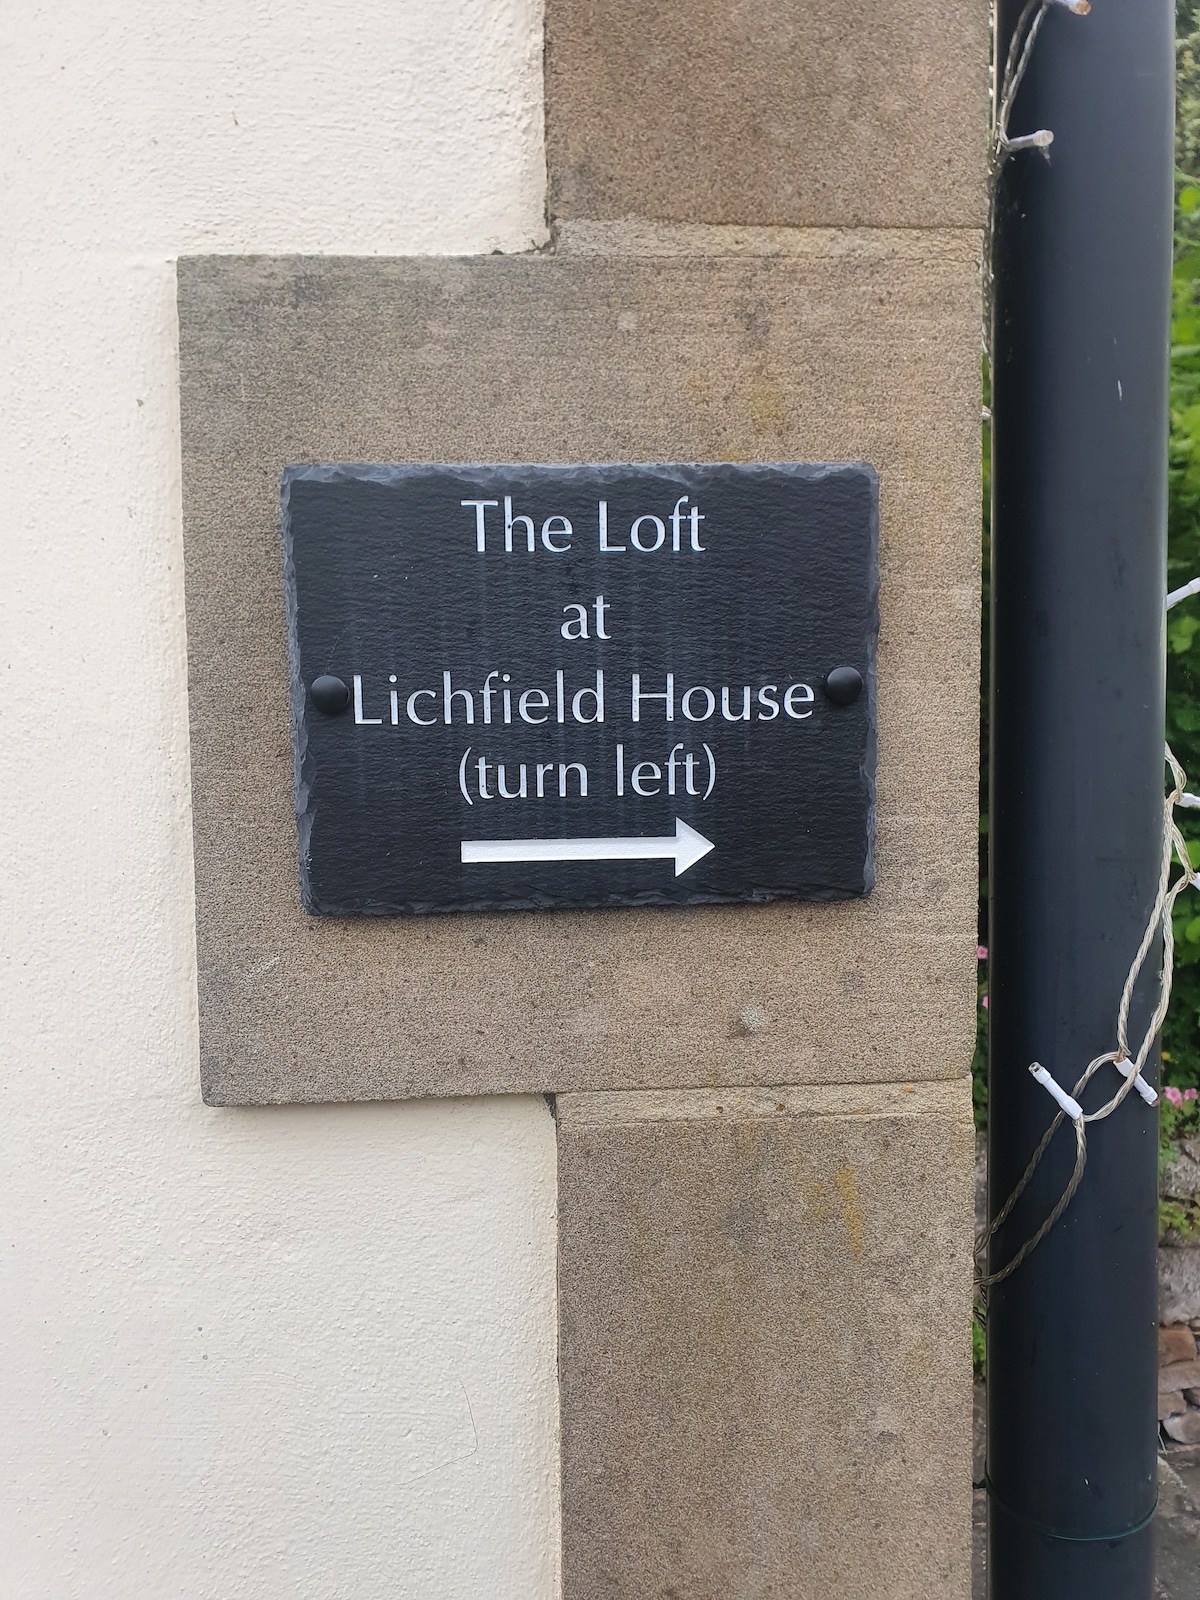 The Loft
at
Lichfield House
(turn left)